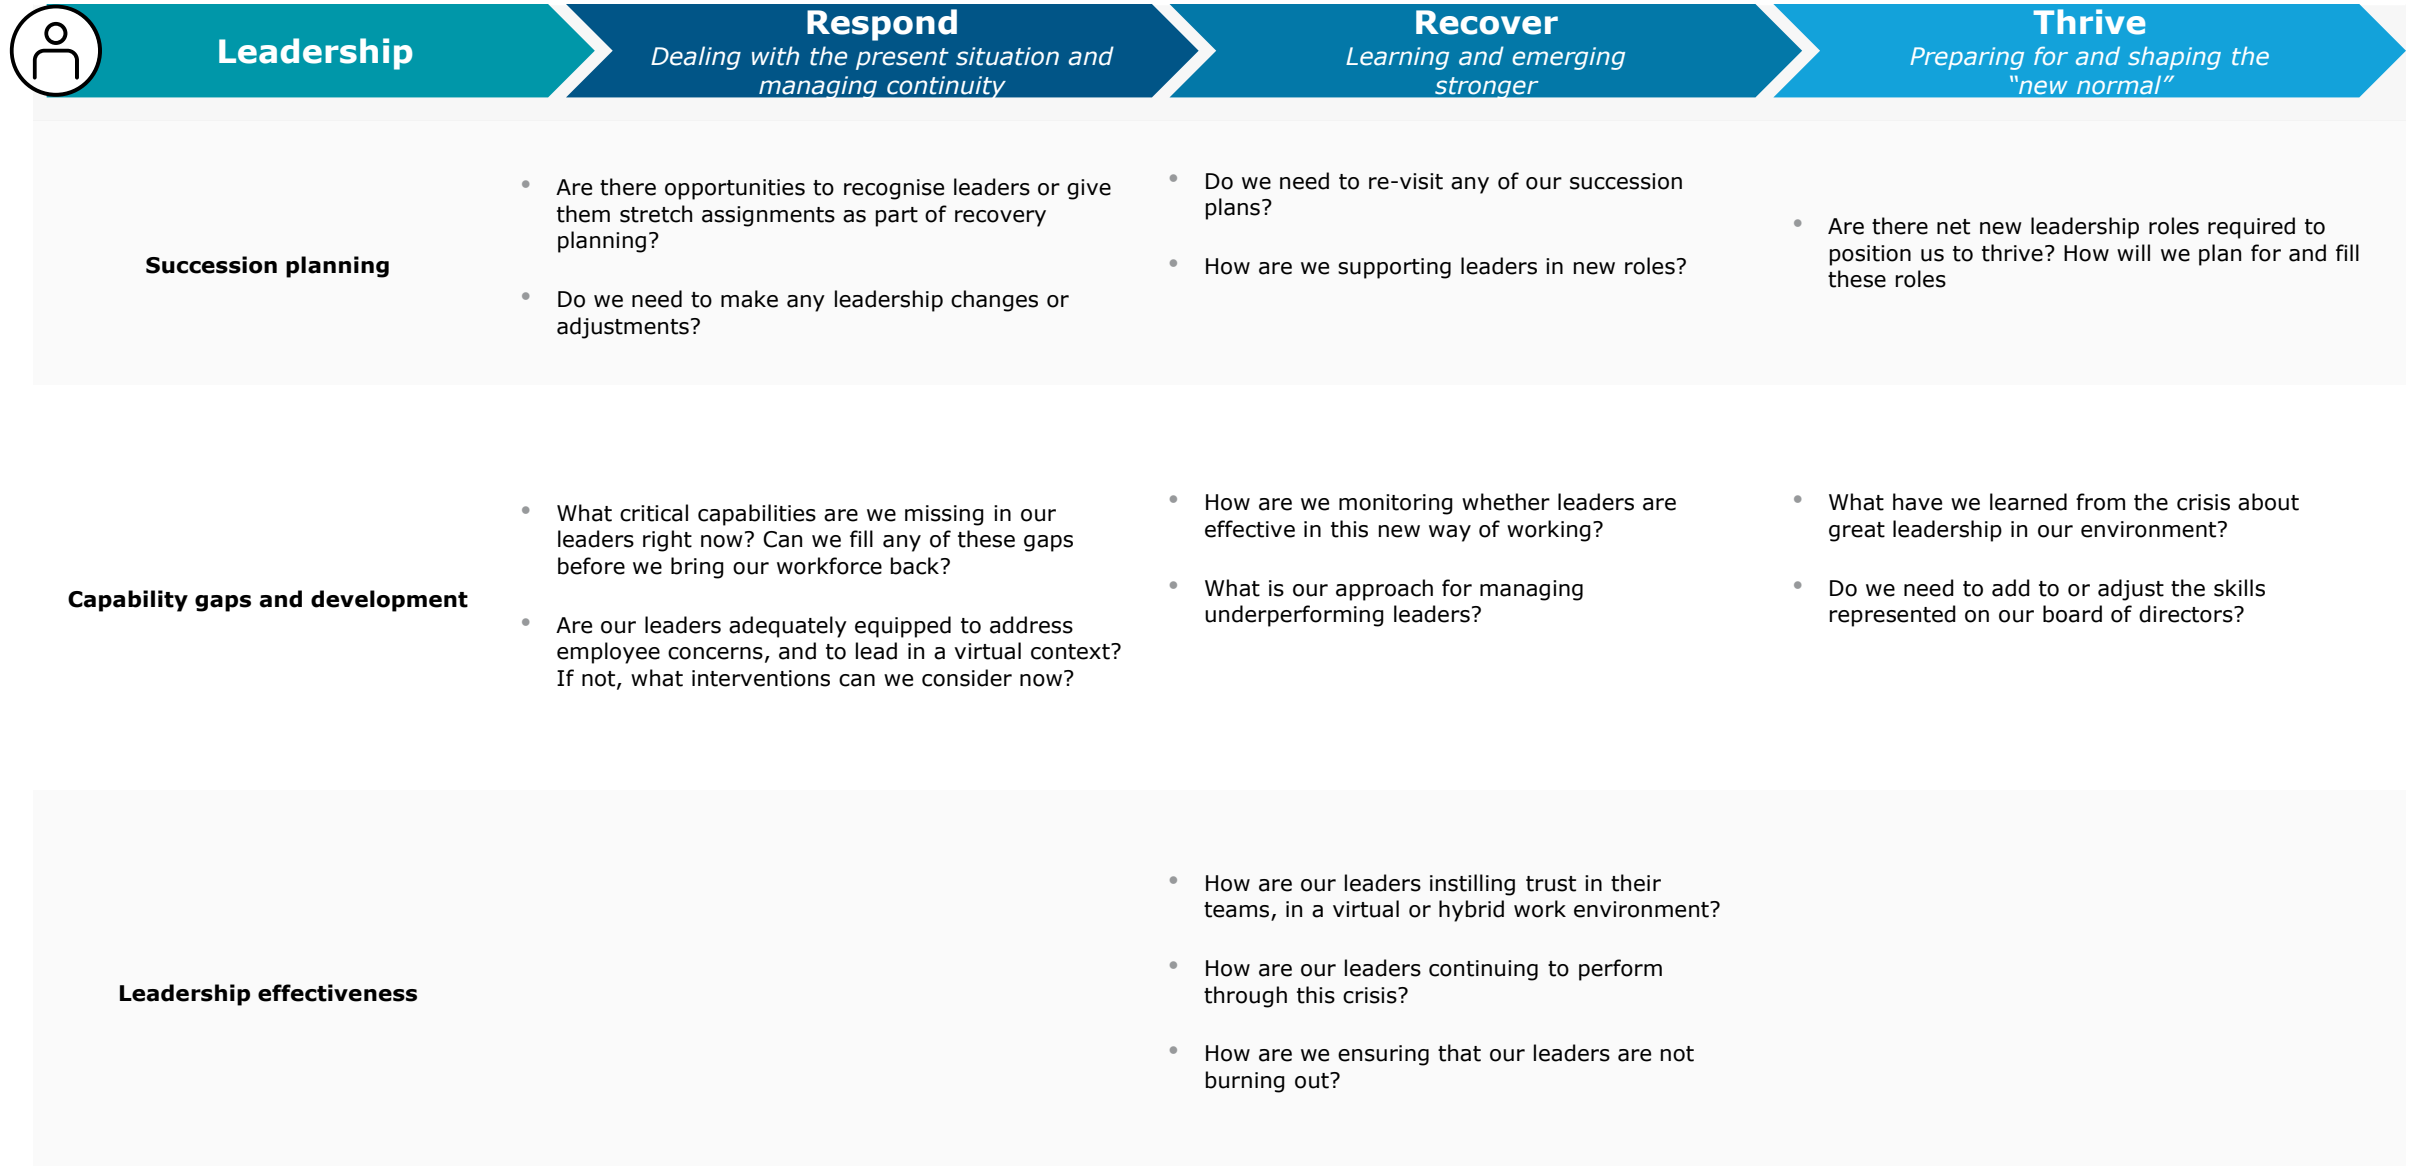 Leadership
Respond
Dealing with the present situation and
managing continuity
Recover
Learning and emerging
stronger
Thrive
Preparing for and shaping the
“new normal”
Succession planning
• Are there opportunities to recognise leaders or give
them stretch assignments as part of recovery
planning?
• Do we need to make any leadership changes or
adjustments?
• Do we need to re-visit any of our succession
plans?
• How are we supporting leaders in new roles?
• Are there net new leadership roles required to
position us to thrive? How will we plan for and fill
these roles
Capability gaps and development
• What critical capabilities are we missing in our
leaders right now? Can we fill any of these gaps
before we bring our workforce back?
• Are our leaders adequately equipped to address
employee concerns, and to lead in a virtual context?
If not, what interventions can we consider now?
• How are we monitoring whether leaders are
effective in this new way of working?
• What is our approach for managing
underperforming leaders?
• What have we learned from the crisis about
great leadership in our environment?
• Do we need to add to or adjust the skills
represented on our board of directors?
Leadership effectiveness
• How are our leaders instilling trust in their
teams, in a virtual or hybrid work environment?
• How are our leaders continuing to perform
through this crisis?
• How are we ensuring that our leaders are not
burning out?